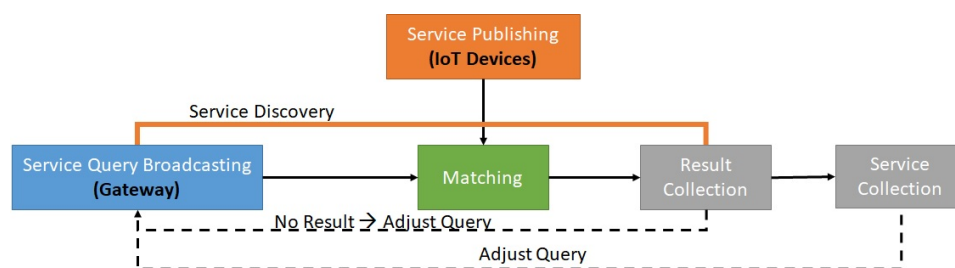 Service Publishing
(IoT Devices)
Service Discovery
Service Query Broadcasting
(Gateway)
Matching
Result
Collection
Service
Collection
No Result → Adjust Query
Adjust Query